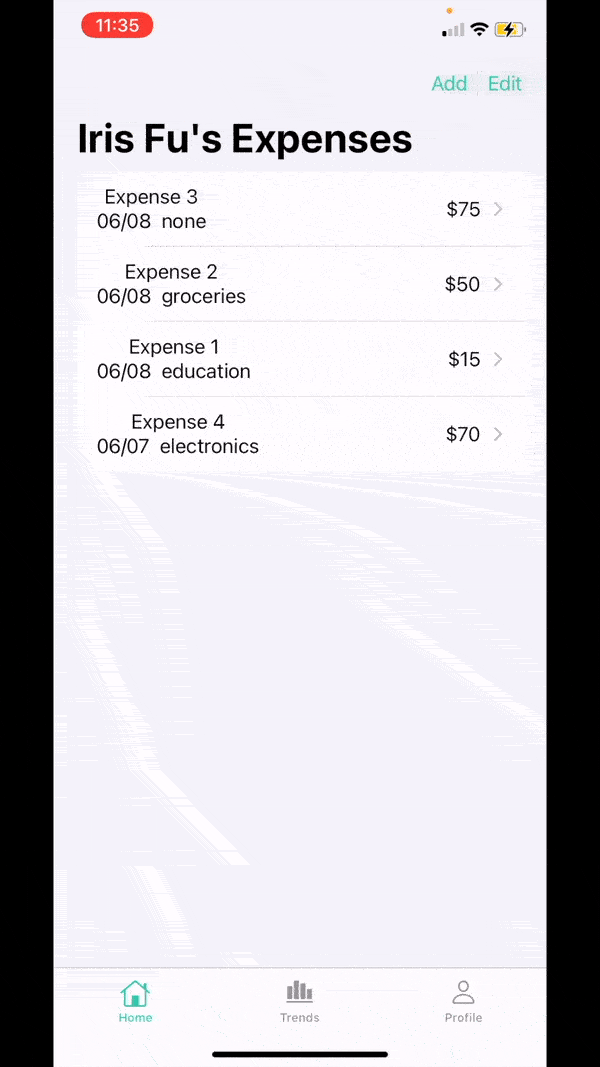 11:35
Add Edit
Iris Fu's Expenses
Expense 3
06/08 none
$75
Expense 2
06/08 groceries
$50
Expense 1
06/08 education
$15
Expense 4
06/07 electronics
$70
Home Trends Profile